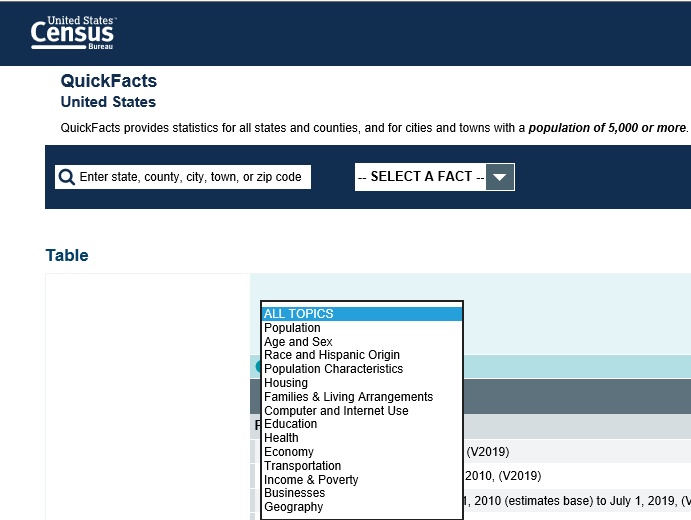 United States™
Census
Bureau
QuickFacts
United States
QuickFacts provides statistics for all states and counties, and for cities and towns with a population of 5,000 or more.
Enter state, county, city, town, or zip code
-- SELECT A FACT --
Table
ALL TOPICS
Population
Age and Sex
Race and Hispanic Origin
Population Characteristics
Housing
Families & Living Arrangements
Computer and Internet Use
Education
Health
Economy
(V2019)
Transportation
2010, (V2019)
Income & Poverty
Businesses
1, 2010 (estimates base) to July 1, 2019, (V
Geography